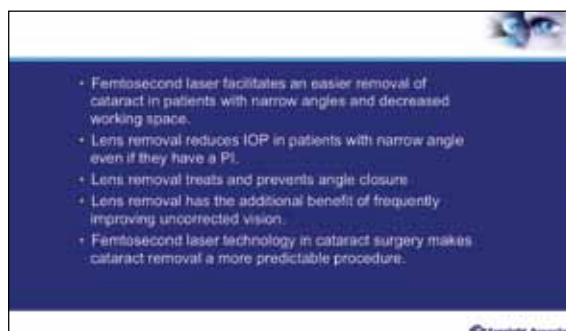 • Femtosecond laser facilitates an easier removal of
cataract in patients with narrow angles and decreased
working space.
• Lens removal reduces IOP in patients with narrow angle
even if they have a PI.
• Lens removal treats and prevents angle closure
• Lens removal has the additional benefit of frequently
improving uncorrected vision.
• Femtosecond laser technology in cataract surgery makes
cataract removal a more predictable procedure.